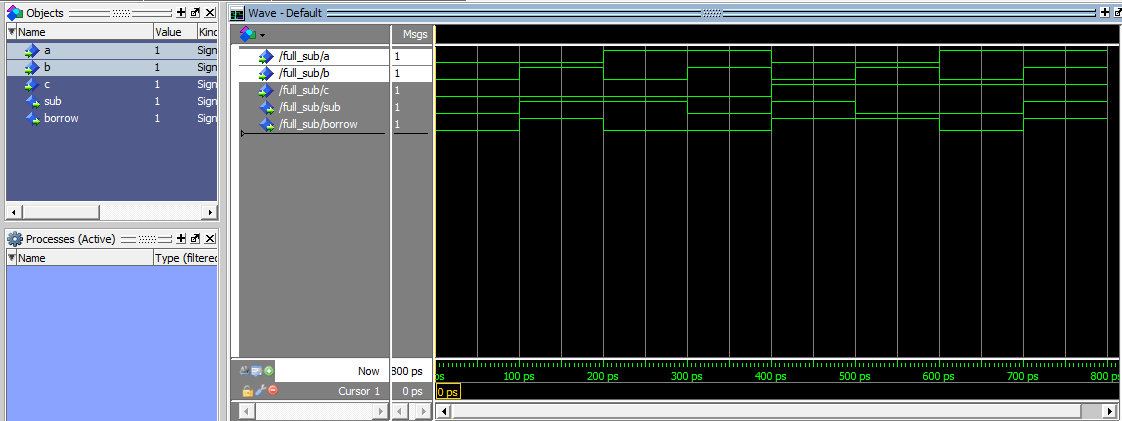 Objects
Name Value Kind
a 1 Sign
b 1 Sign
c 1 Sign
sub 1 Sign
borrow 1 Sign
Processes (Active)
Name Type (filtered
Wave - Default
Msgs
/full_sub/a 1
/full_sub/b 1
/full_sub/c 1
/full_sub/sub 1
/full_sub/borrow 1
Now 800 ps
ps 100 ps 200 ps 300 ps 400 ps 500 ps 600 ps 700 ps 800 p
Cursor 1 0 ps
0 ps